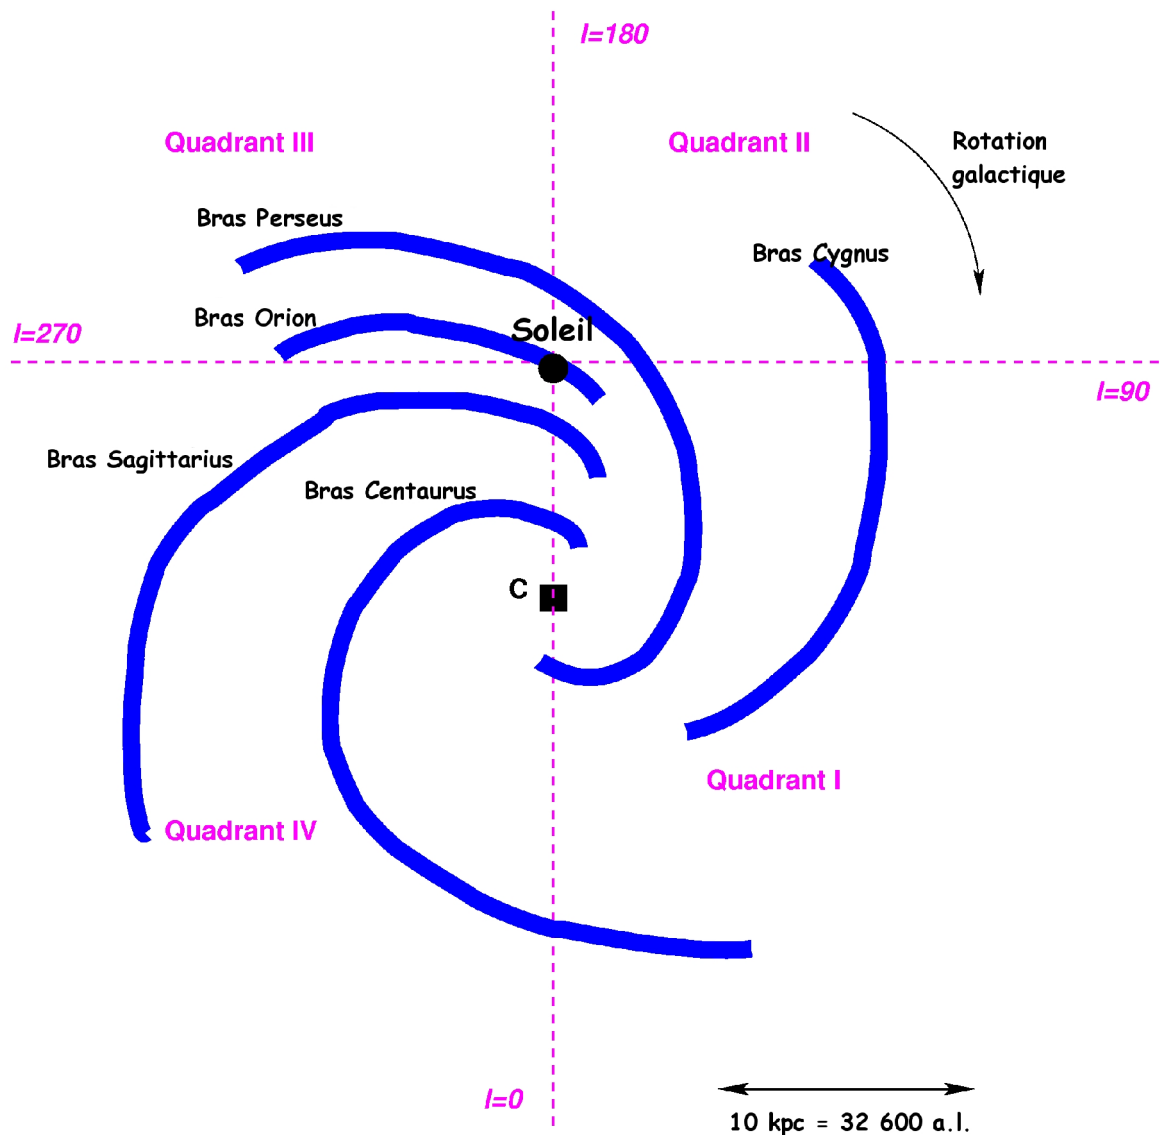 l=180
Quadrant III
Quadrant II
Rotation
galactique
Bras Perseus
Bras Cygnus
Bras Orion
Soleil
l=270
l=90
Bras Sagittarius
Bras Centaurus
C
Quadrant I
Quadrant IV
l=0
10 kpc = 32 600 a.l.